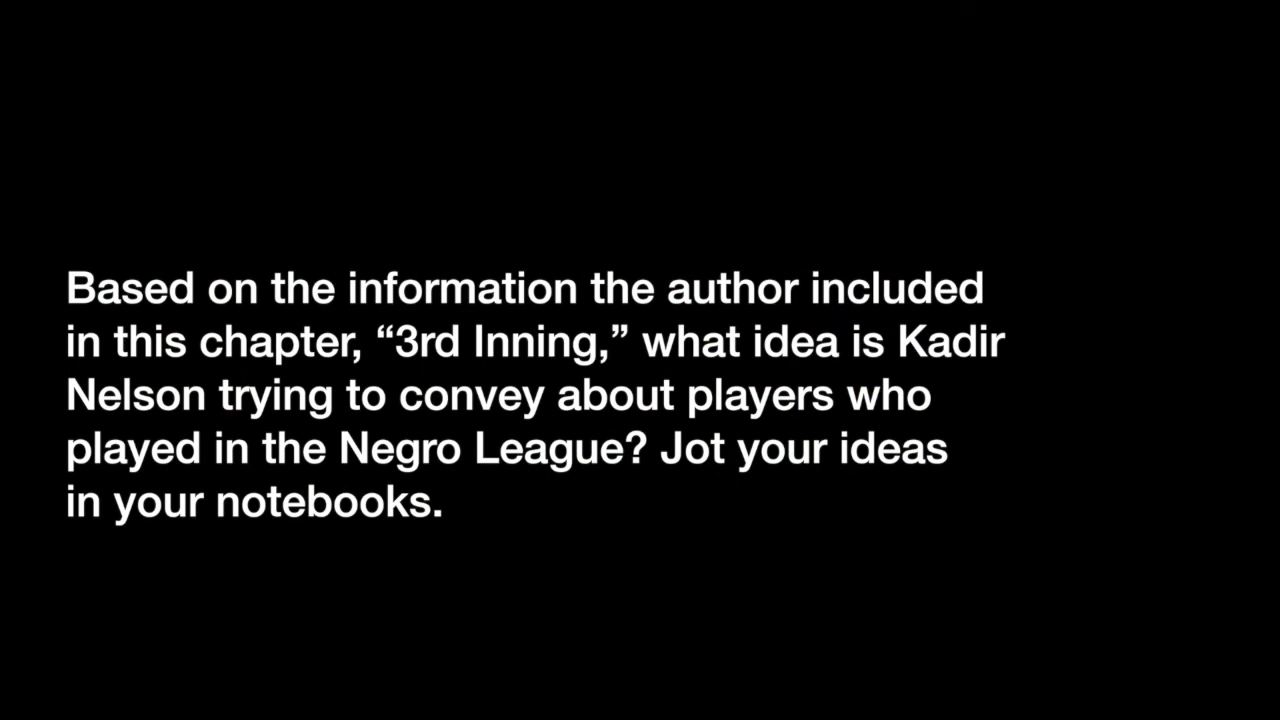 Based on the information the author included
in this chapter, “3rd Inning,” what idea is Kadir
Nelson trying to convey about players who
played in the Negro League? Jot your ideas
in your notebooks.